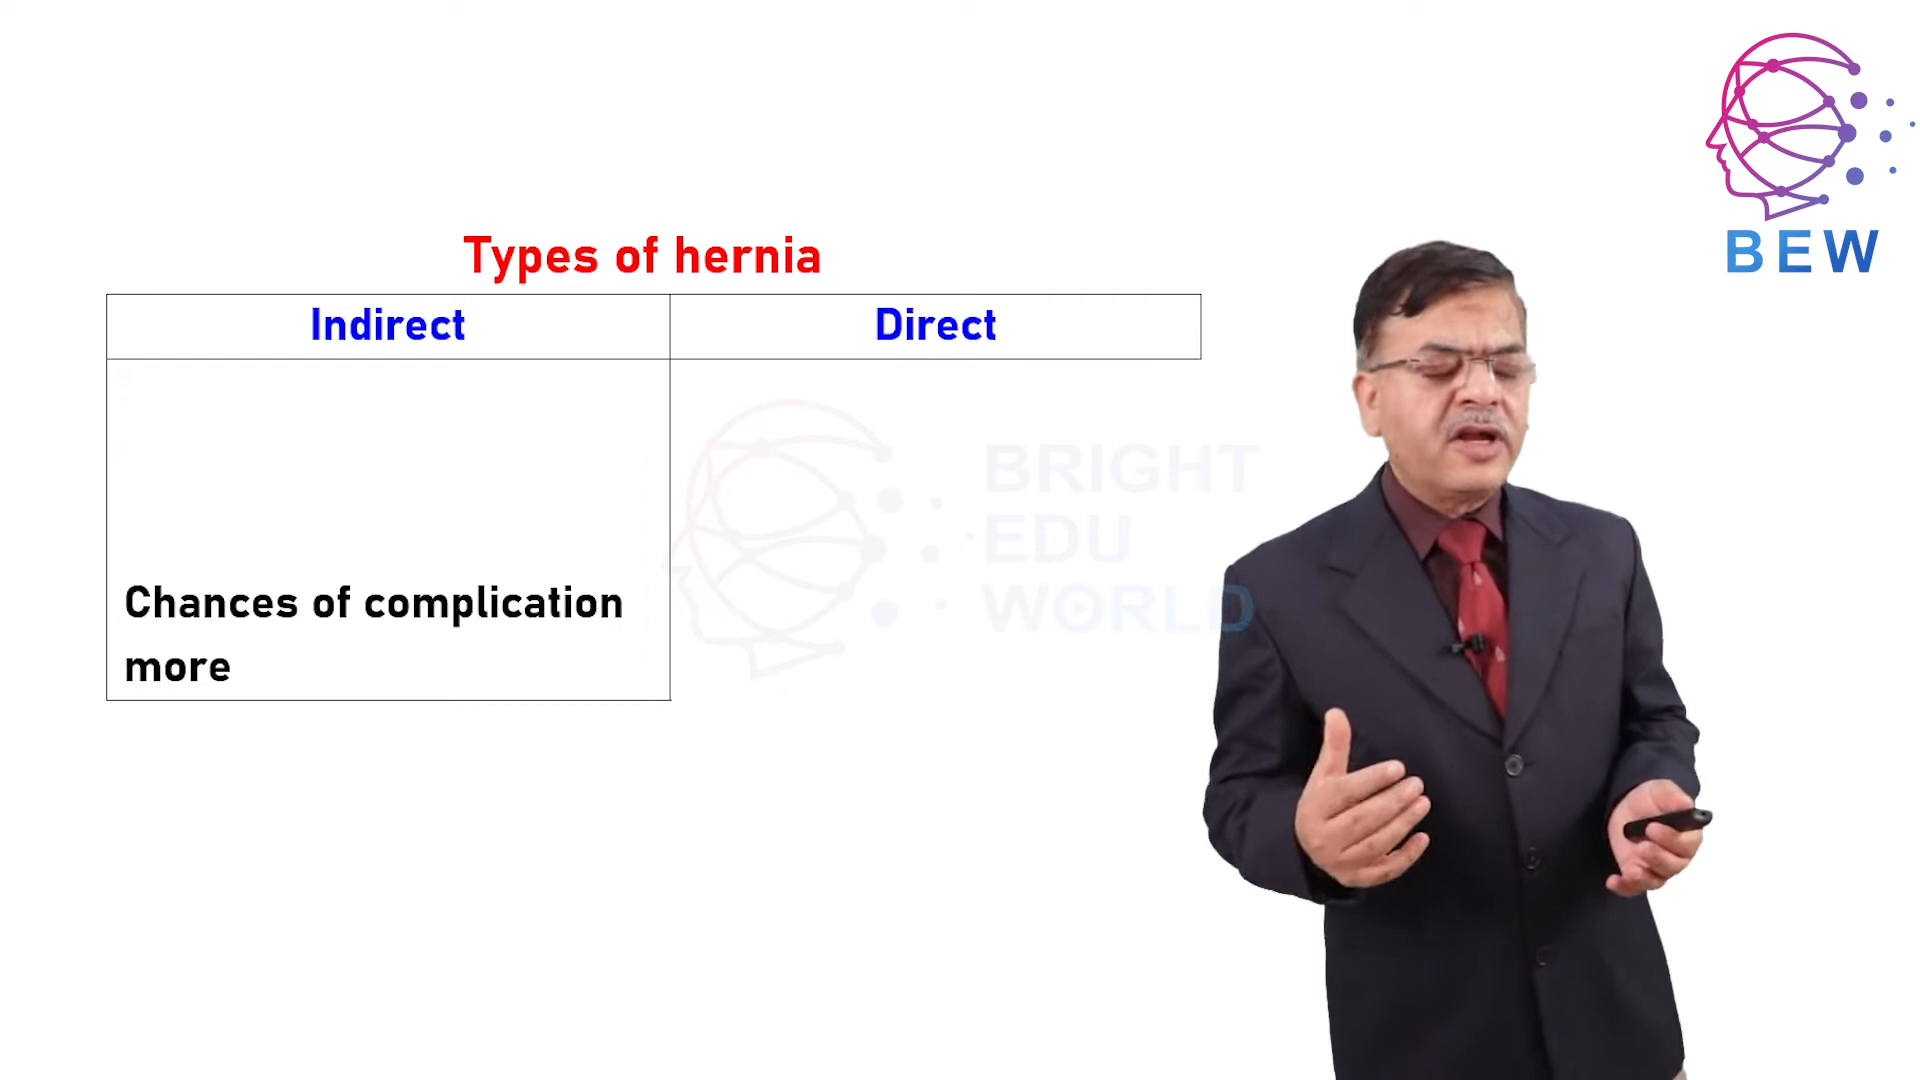 BEW
Types of hernia
Indirect Direct
BRIGHT
EDU
WORLD
Chances of complication
more